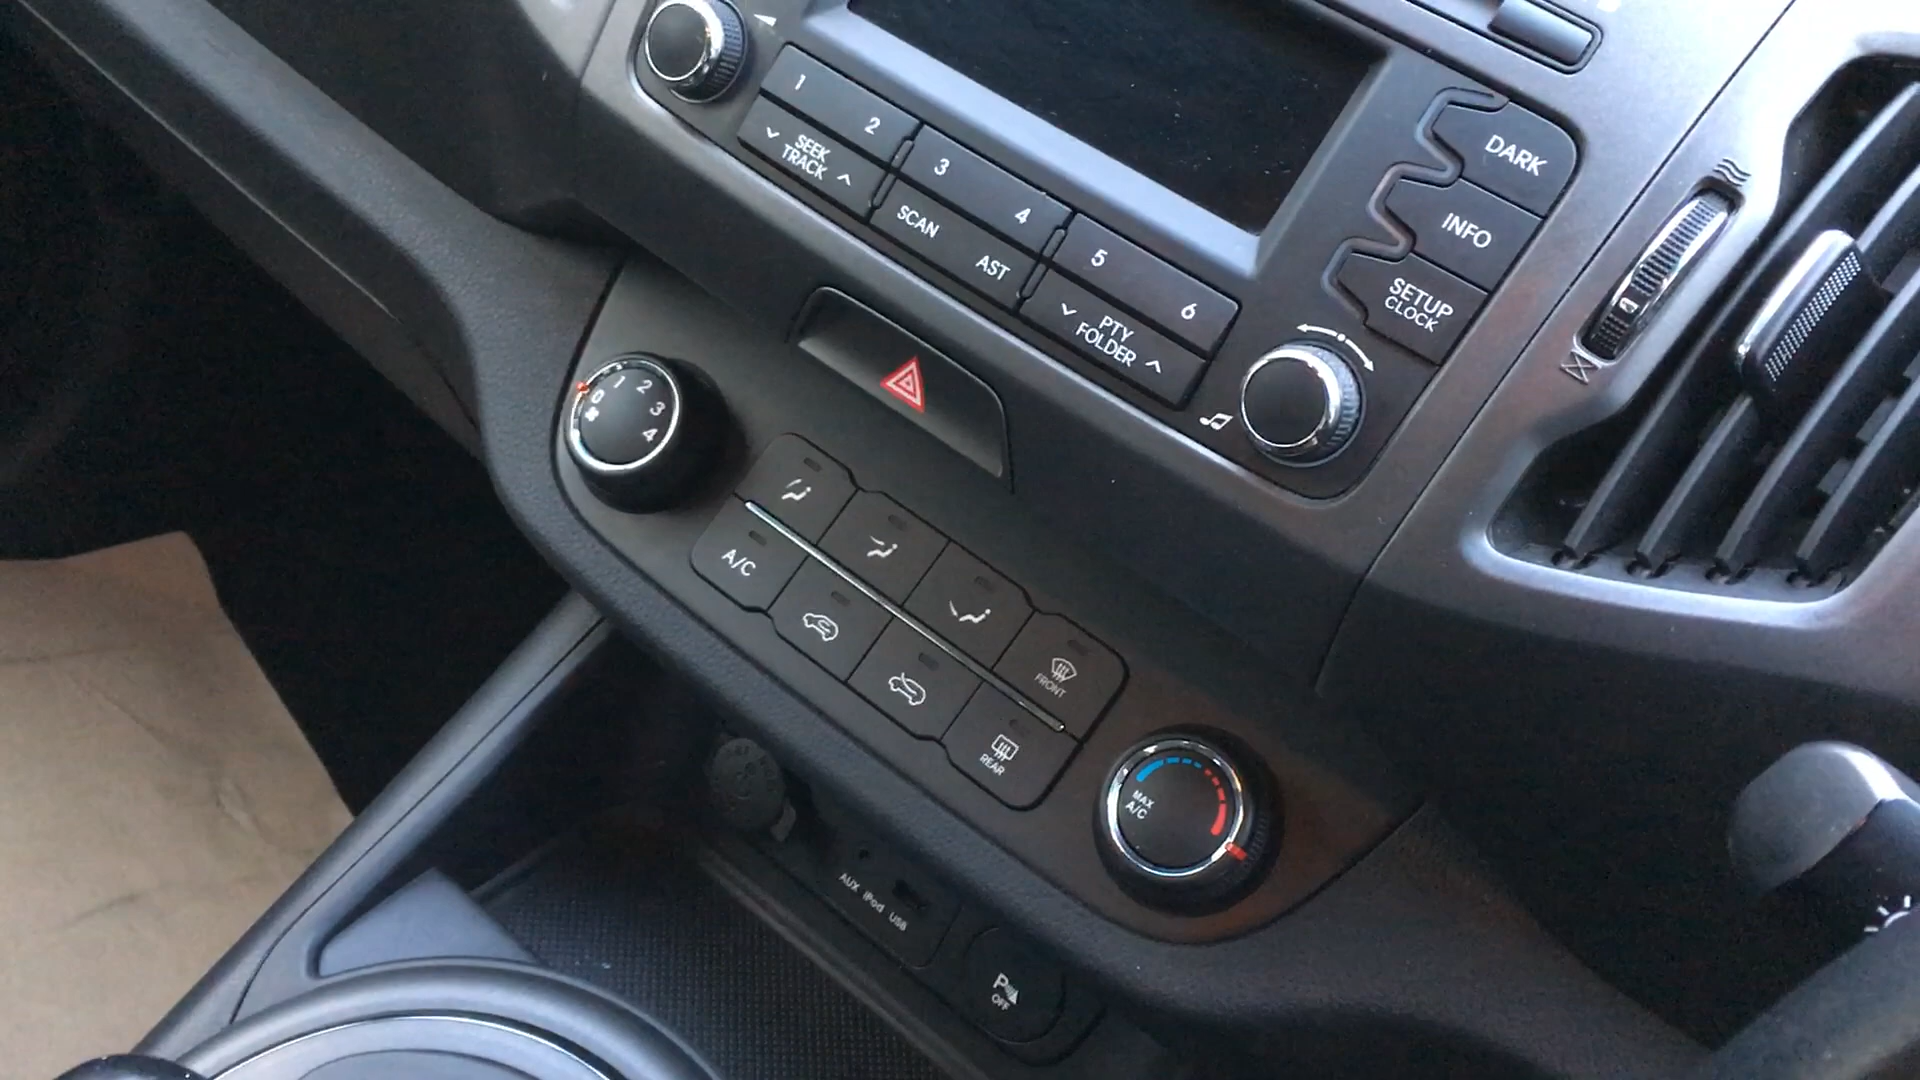 1
2
SEEK
TRACK
3
4
SCAN
AST
5
6
PTY
FOLDER
DARK
INFO
SETUP
CLOCK
0
1
2
3
4
A/C
FRONT
REAR
MAX
A/C
AUX iPod USB
P
OFF